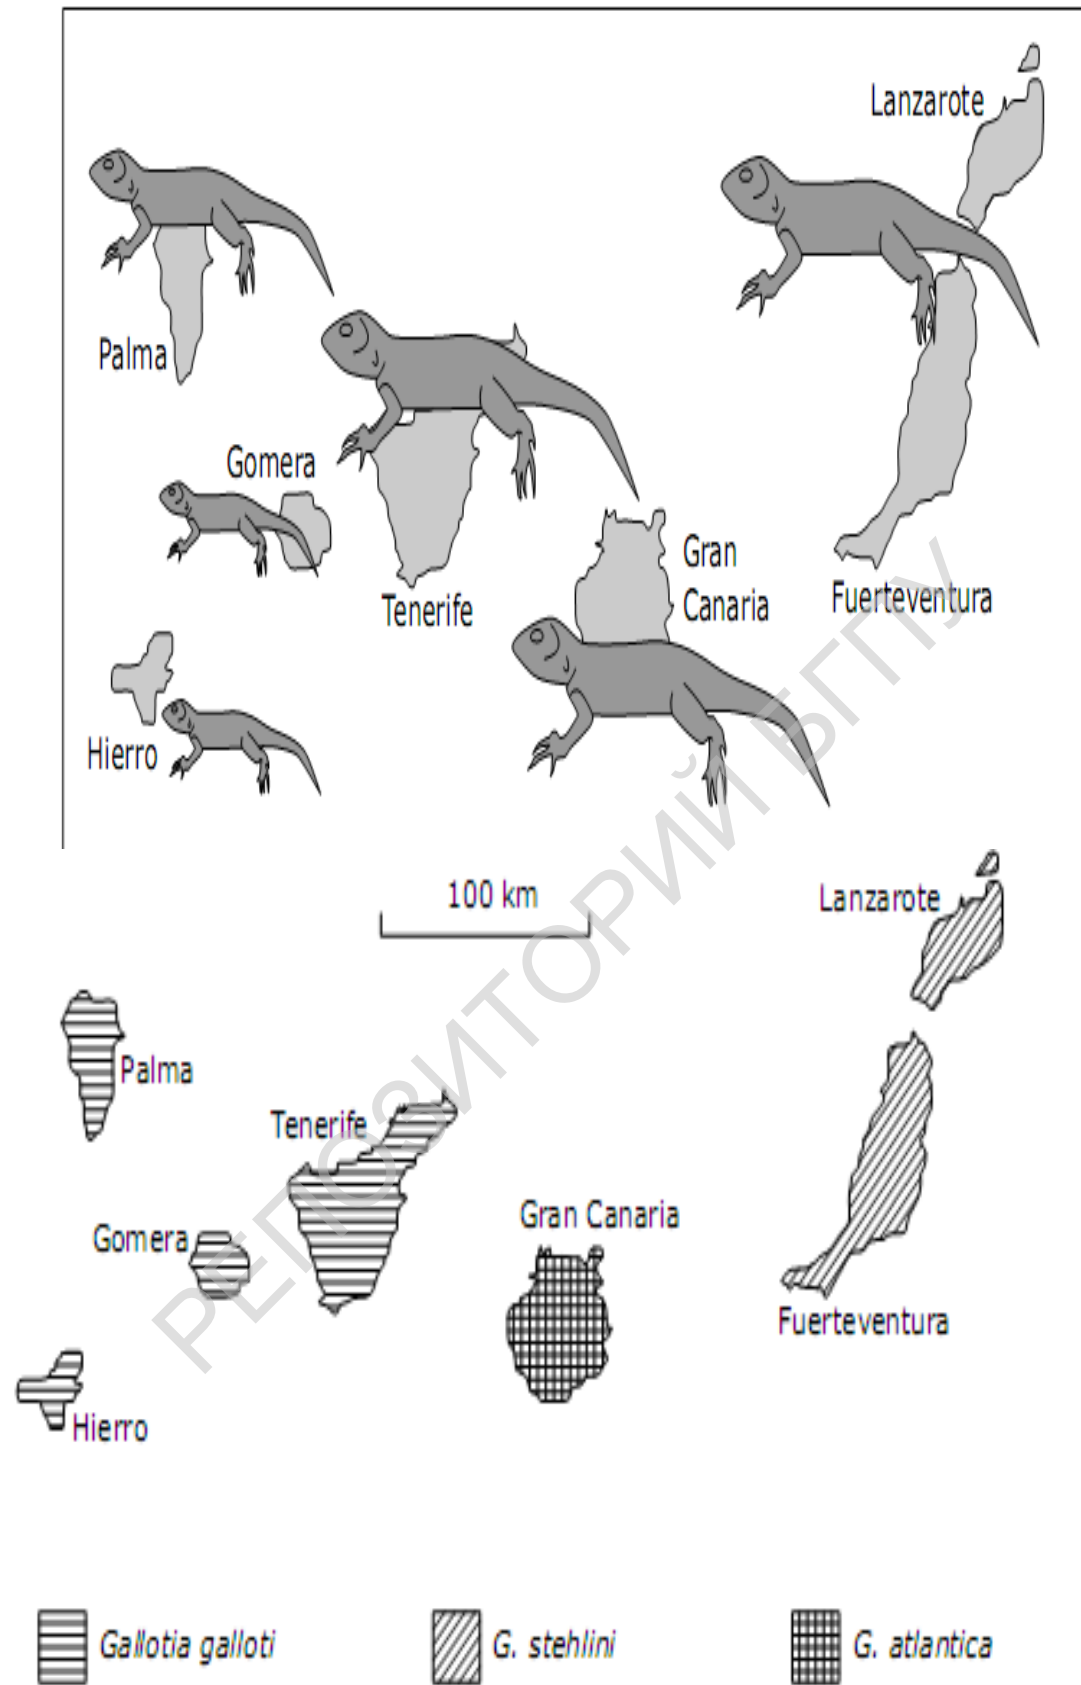 Lanzarote
Palma
Gomera
Tenerife
Gran
Canaria
Fuerteventura
Hierro
100 km
Lanzarote
Palma
Tenerife
Gomera
Gran Canaria
Fuerteventura
Hierro
Gallotia galloti
G. stehlini
G. atlantica
РЕПОЗИТОРИЙ БГПУ